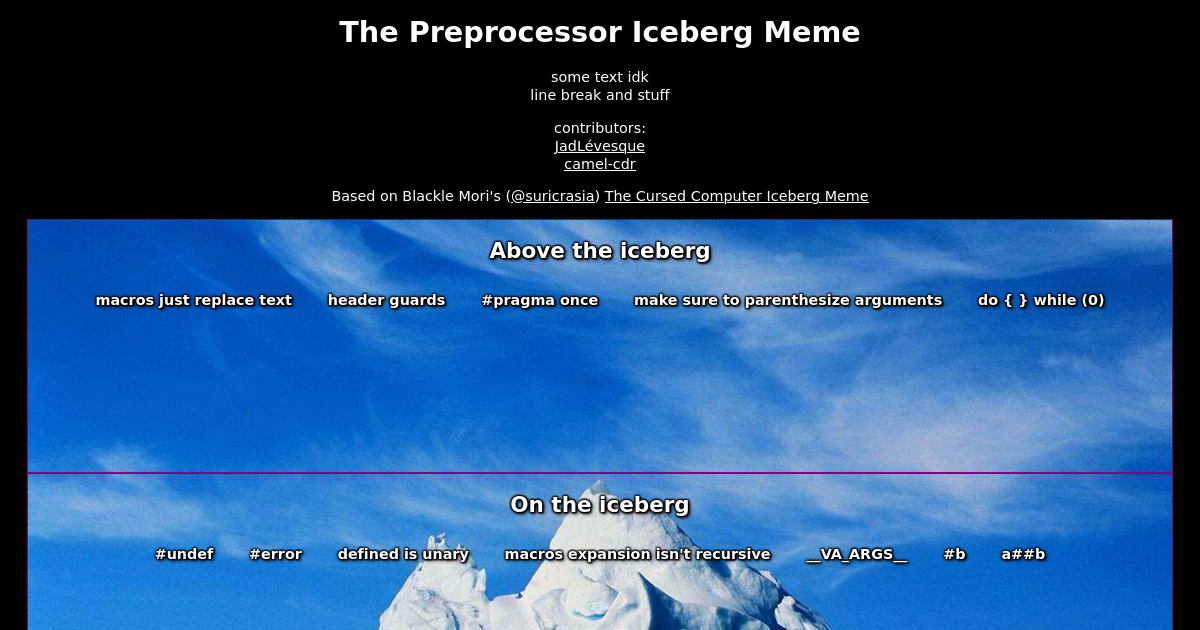 The Preprocessor Iceberg Meme
some text idk
line break and stuff
contributors:
JadLévesque
camel-cdr
Based on Blackle Mori's (@suricrasia) The Cursed Computer Iceberg Meme
Above the iceberg
macros just replace text header guards #pragma once make sure to parenthesize arguments do { } while (0)
On the iceberg
#undef #error defined is unary macros expansion isn't recursive __VA_ARGS__ #b a##b